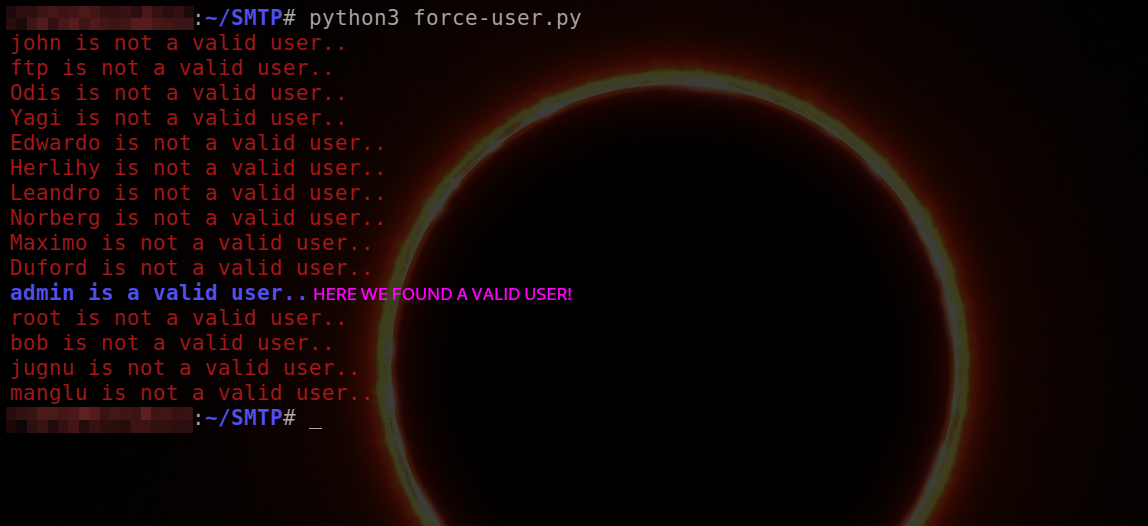 :~/SMTP# python3 force-user.py
john is not a valid user..
ftp is not a valid user..
Odis is not a valid user..
Yagi is not a valid user..
Edwardo is not a valid user..
Herlihy is not a valid user..
Leandro is not a valid user..
Norberg is not a valid user..
Maximo is not a valid user..
Duford is not a valid user..
admin is a valid user.. HERE WE FOUND A VALID USER!
root is not a valid user..
bob is not a valid user..
jugnu is not a valid user..
manglu is not a valid user..
:~/SMTP# _